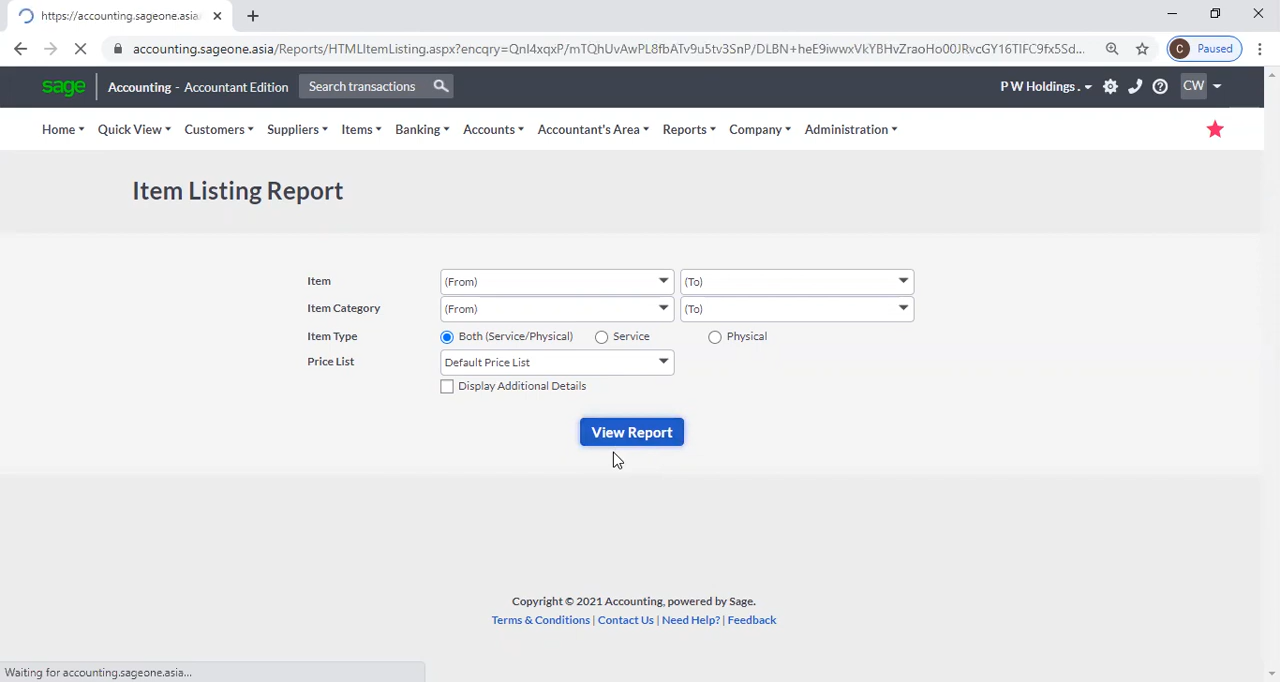 https://accounting.sageone.asia/
accounting.sageone.asia/Reports/HTMLItemListing.aspx?encqry=QnI4xqxP/mTQhUvAwPL8fbATv9u5tv3SnP/DLBN+heE9iwwxVkYBHvZraoHo00JRvcGY16TIFC9fx5Sd...
C Paused
sage Accounting - Accountant Edition Search transactions P W Holdings . CW
Home Quick View Customers Suppliers Items Banking Accounts Accountant's Area Reports Company Administration
Item Listing Report
Item (From) (To)
Item Category (From) (To)
Item Type Both (Service/Physical) Service Physical
Price List Default Price List
Display Additional Details
View Report
Copyright © 2021 Accounting, powered by Sage.
Terms & Conditions | Contact Us | Need Help? | Feedback
Waiting for accounting.sageone.asia...